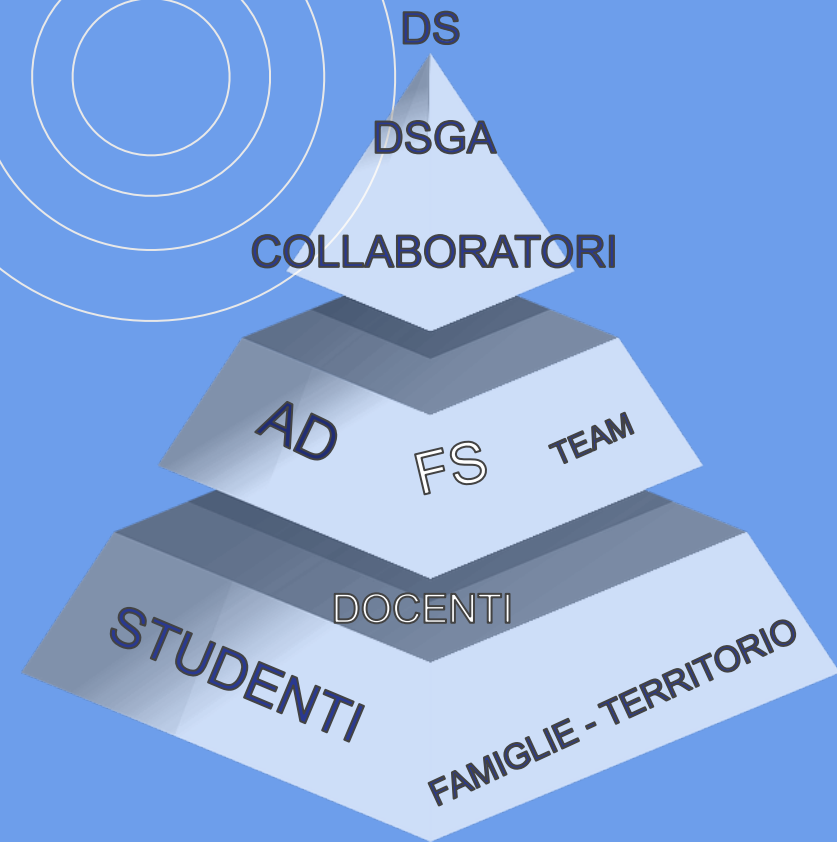 DS
DSGA
COLLABORATORI
AD
FS
TEAM
DOCENTI
STUDENTI
FAMIGLIE - TERRITORIO